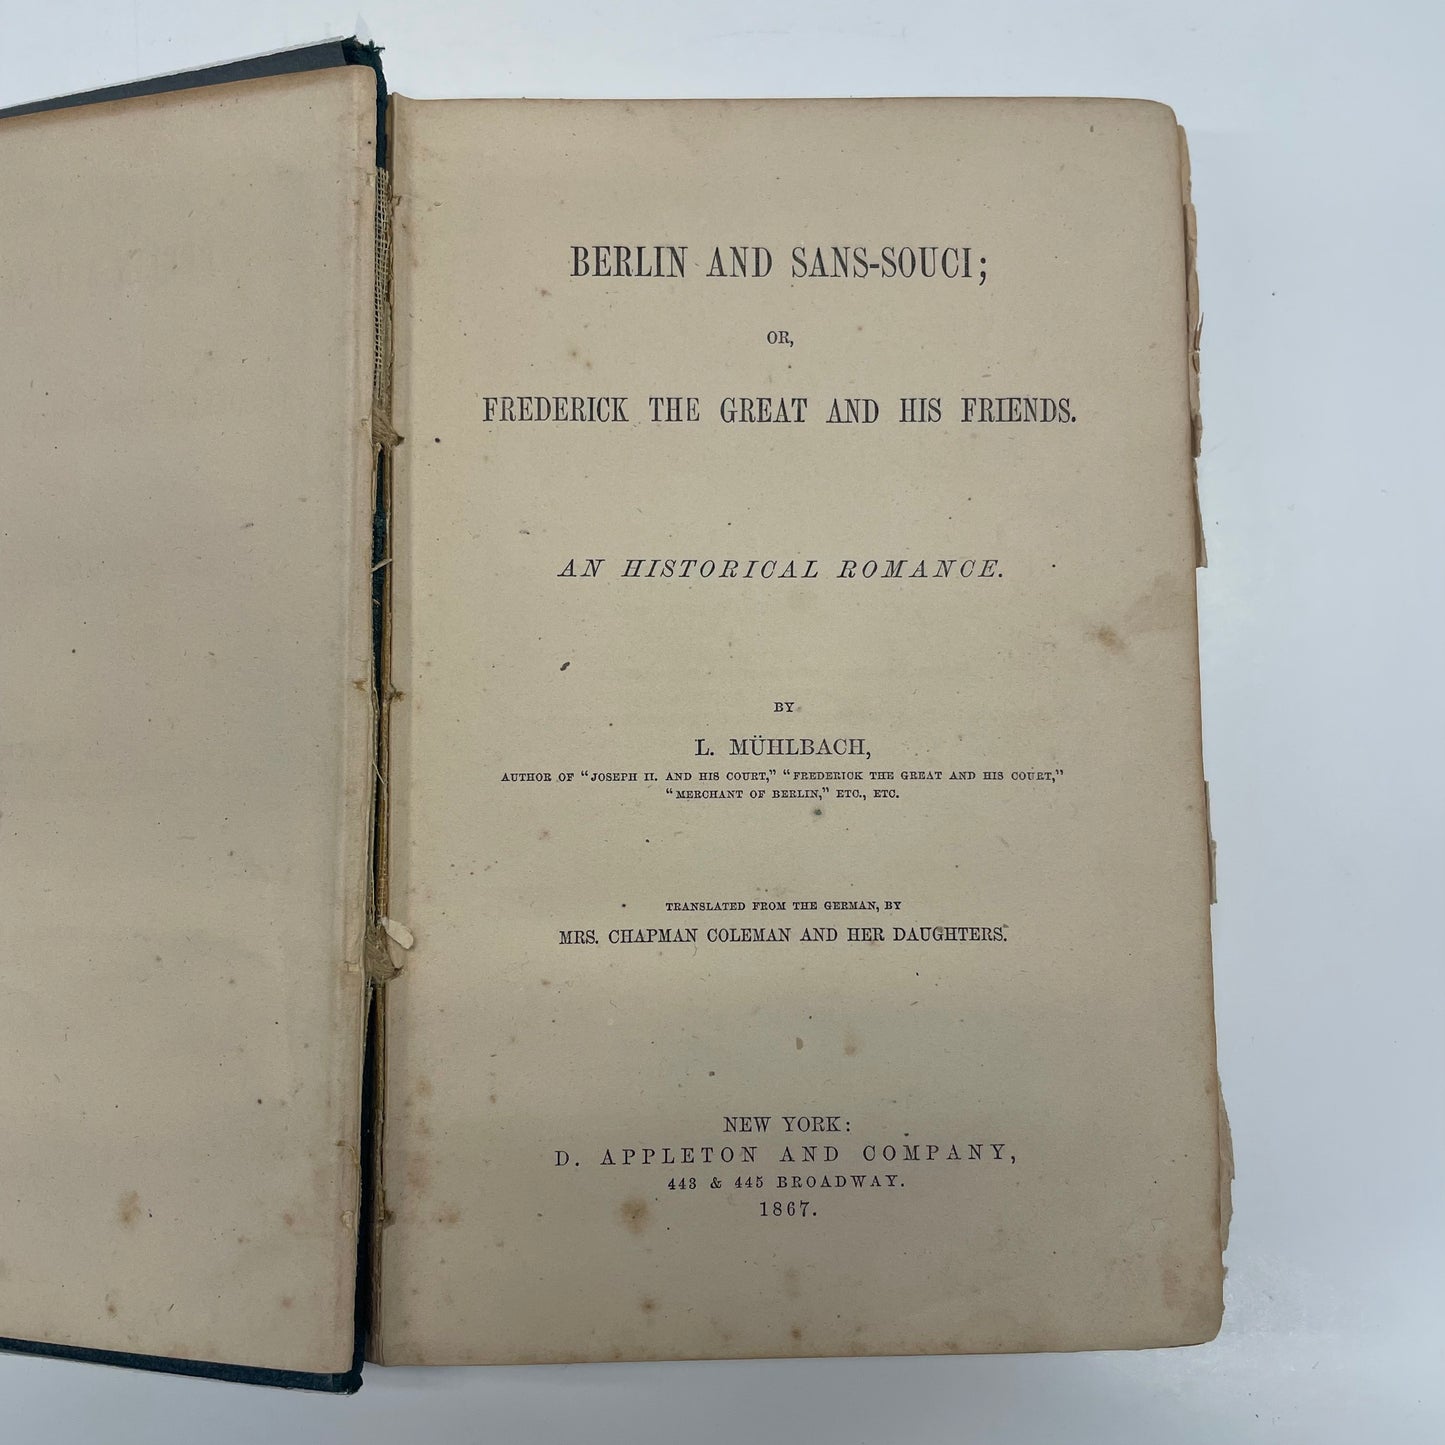 BERLIN AND SANS-SOUCI;
OR,
FREDERICK THE GREAT AND HIS FRIENDS.
AN HISTORICAL ROMANCE.
BY
L. MÜHLBACH,
AUTHOR OF "JOSEPH II. AND HIS COURT," "FREDERICK THE GREAT AND HIS COURT,"
"MERCHANT OF BERLIN," ETC., ETC.
TRANSLATED FROM THE GERMAN, BY
MRS. CHAPMAN COLEMAN AND HER DAUGHTERS.
NEW YORK:
D. APPLETON AND COMPANY,
443 & 445 BROADWAY.
1867.